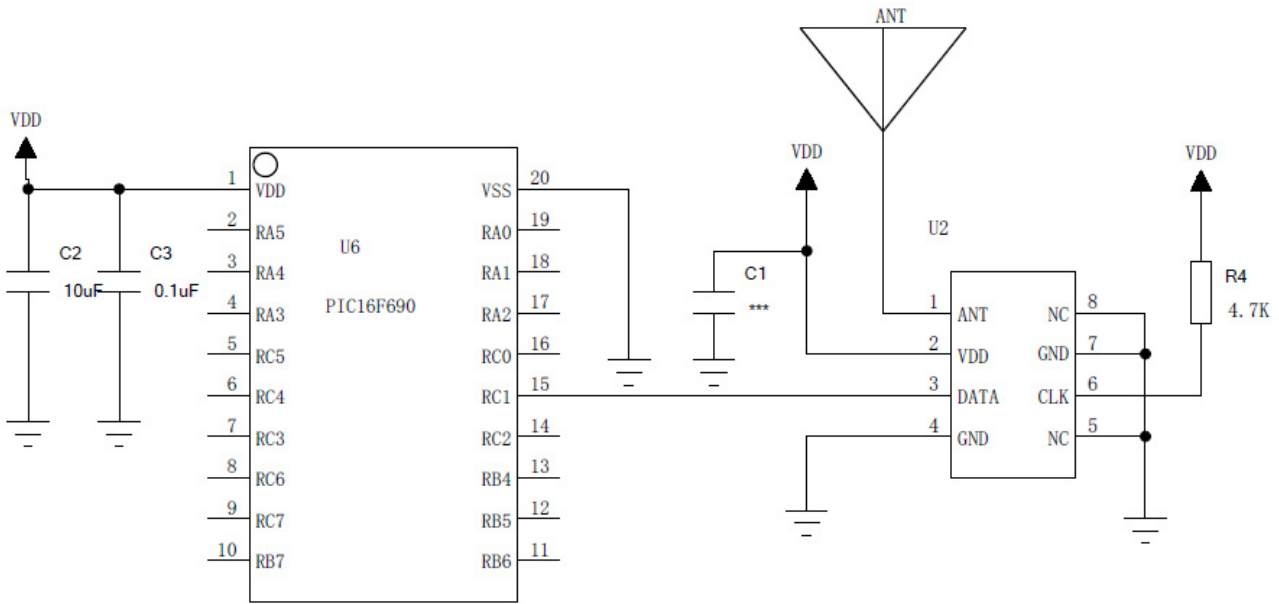 ANT
VDD
VDD
VDD
1 VDD
VSS 20
2 RA5
RA0 19
3 RA4
RA1 18
4 RA3
RA2 17
5 RC5
RC0 16
6 RC4
RC1 15
7 RC3
RC2 14
8 RC6
RB4 13
9 RC7
RB5 12
10 RB7
RB6 11
U6
PIC16F690
C2
10uF
C3
0.1uF
C1
***
U2
1 ANT
NC 8
2 VDD
GND 7
3 DATA
CLK 6
4 GND
NC 5
R4
4.7K